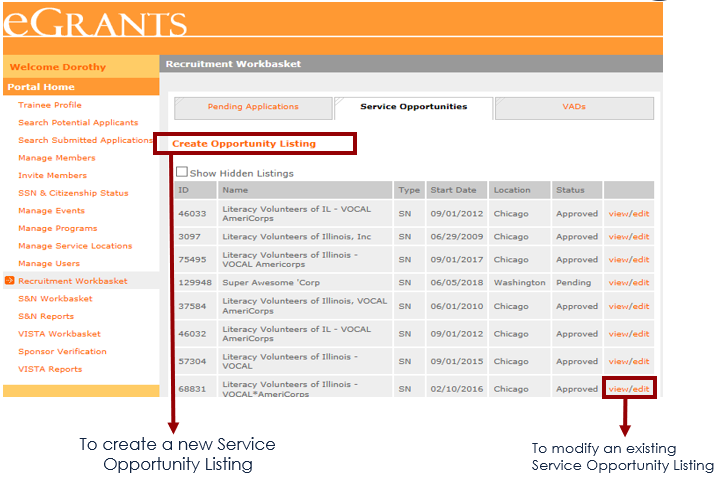 eGRANTS
Welcome Dorothy
Portal Home
Trainee Profile
Search Potential Applicants
Search Submitted Applications
Manage Members
Invite Members
SSN & Citizenship Status
Manage Events
Manage Programs
Manage Service Locations
Manage Users
Recruitment Workbasket
S&N Workbasket
S&N Reports
VISTA Workbasket
Sponsor Verification
VISTA Reports
Recruitment Workbasket
Pending Applications Service Opportunities VADs
Create Opportunity Listing
Show Hidden Listings
ID Name Type Start Date Location Status
46033 Literacy Volunteers of IL - VOCAL AmeriCorps SN 09/01/2012 Chicago Approved view/edit
3097 Literacy Volunteers of Illinois, Inc SN 06/29/2009 Chicago Approved view/edit
75495 Literacy Volunteers of Illinois - VOCAL Americorps SN 09/01/2017 Chicago Approved view/edit
129948 Super Awesome 'Corp SN 06/05/2018 Washington Pending view/edit
37584 Literacy Volunteers of Illinois, VOCAL AmeriCorps SN 06/01/2010 Chicago Approved view/edit
46032 Literacy Volunteers of IL - VOCAL AmeriCorps SN 09/01/2012 Chicago Approved view/edit
57304 Literacy Volunteers of Illinois - VOCAL SN 09/01/2015 Chicago Approved view/edit
68831 Literacy Volunteers of Illinois - VOCAL*AmeriCorps SN 02/10/2016 Chicago Approved view/edit
To create a new Service
Opportunity Listing
To modify an existing
Service Opportunity Listing